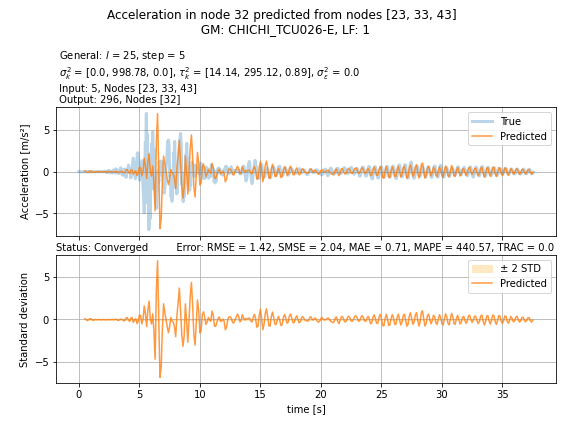 Acceleration in node 32 predicted from nodes [23, 33, 43]
GM: CHICHI_TCU026-E, LF: 1
General: l = 25, step = 5
σ²ₖ = [0.0, 998.78, 0.0], τ²ₖ = [14.14, 295.12, 0.89], σ²ε = 0.0
Input: 5, Nodes [23, 33, 43]
Output: 296, Nodes [32]
Acceleration [m/s²]
5
0
−5
True
Predicted
Status: Converged Error: RMSE = 1.42, SMSE = 2.04, MAE = 0.71, MAPE = 440.57, TRAC = 0.0
Standard deviation
5
0
−5
± 2 STD
Predicted
0 5 10 15 20 25 30 35
time [s]